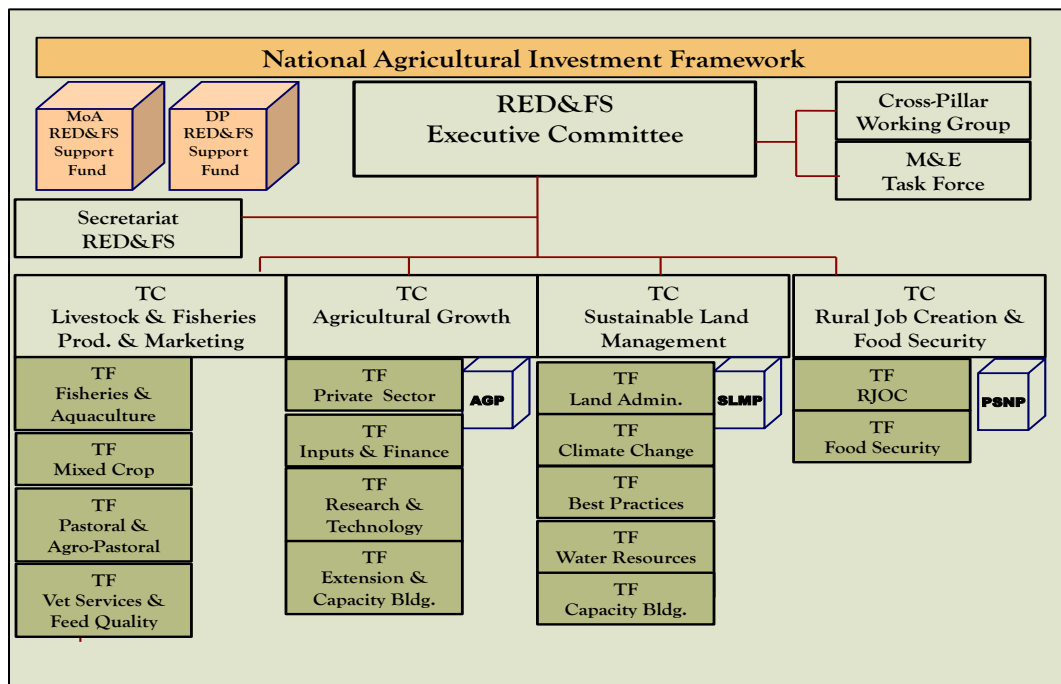 National Agricultural Investment Framework
MoA
RED&FS
Support
Fund
DP
RED&FS
Support
Fund
RED&FS
Executive Committee
Cross-Pillar
Working Group
M&E
Task Force
Secretariat
RED&FS
TC
Livestock & Fisheries
Prod. & Marketing
TC
Agricultural Growth
TC
Sustainable Land
Management
TC
Rural Job Creation &
Food Security
TF
Fisheries &
Aquaculture
TF
Mixed Crop
TF
Pastoral &
Agro-Pastoral
TF
Vet Services &
Feed Quality
TF
Private Sector
AGP
TF
Inputs & Finance
TF
Research &
Technology
TF
Extension &
Capacity Bldg.
TF
Land Admin.
SLMP
TF
Climate Change
TF
Best Practices
TF
Water Resources
TF
Capacity Bldg.
TF
RJOC
PSNP
TF
Food Security